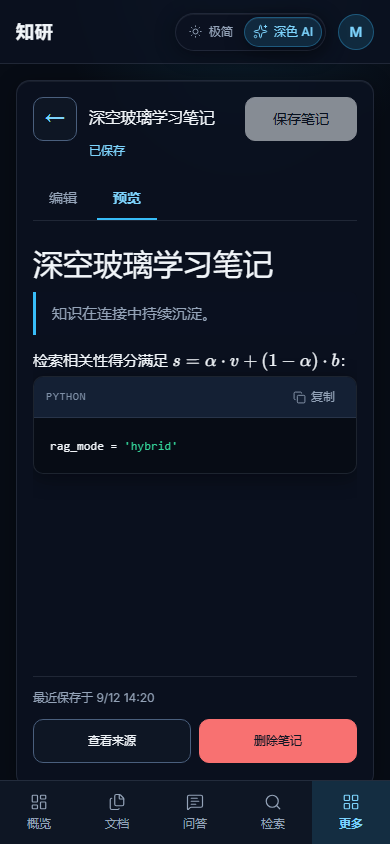 知研
极简
深色 AI
M
深空玻璃学习笔记
保存笔记
已保存
编辑
预览
深空玻璃学习笔记
知识在连接中持续沉淀。
检索相关性得分满足 s = α · v + (1 − α) · b:
PYTHON
复制
rag_mode = 'hybrid'
最近保存于 9/12 14:20
查看来源
删除笔记
概览
文档
问答
检索
更多